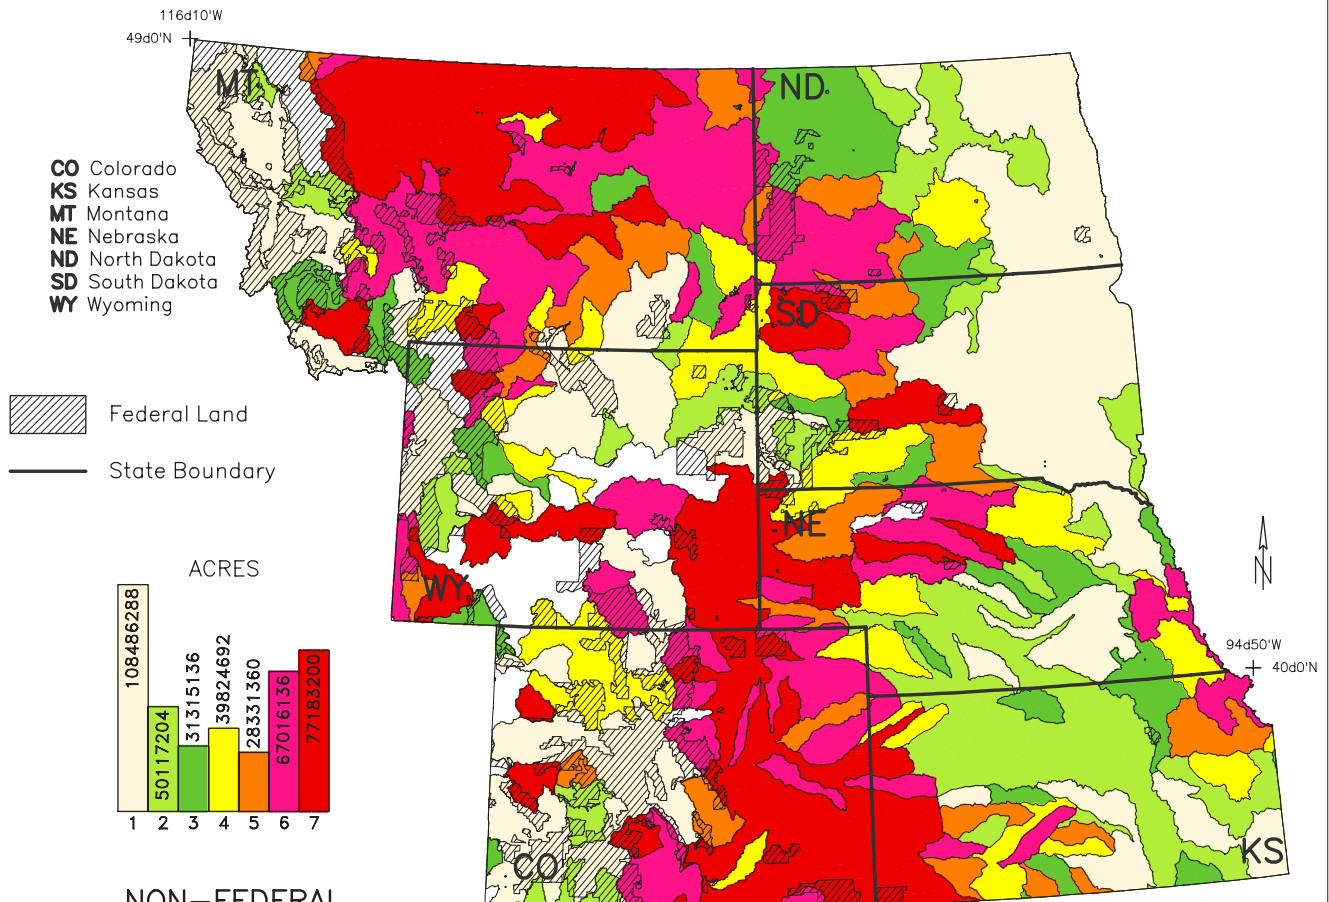 116d10'W
49d0'N
MT
ND
CO Colorado
KS Kansas
MT Montana
NE Nebraska
ND North Dakota
SD South Dakota
WY Wyoming
SD
Federal Land
State Boundary
NE
N
ACRES
WY
108486288
50117204
31315136
39824692
28331360
67016136
77183200
94d50'W
40d0'N
1 2 3 4 5 6 7
KS
CO
NON-FEDERAL